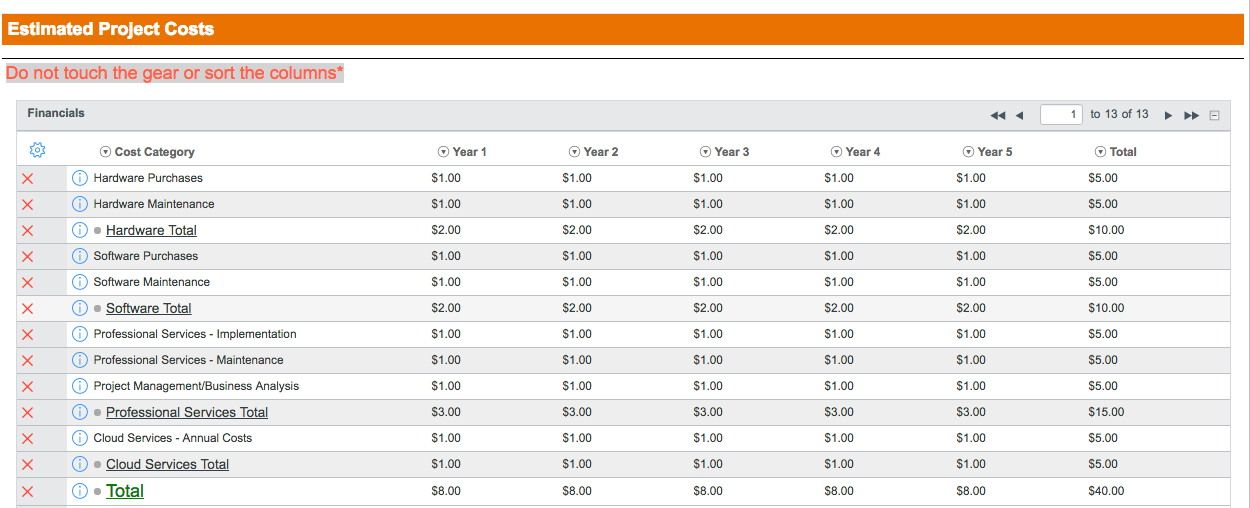 Estimated Project Costs
Do not touch the gear or sort the columns*
Financials 1 to 13 of 13
Cost Category Year 1 Year 2 Year 3 Year 4 Year 5 Total
Hardware Purchases $1.00 $1.00 $1.00 $1.00 $1.00 $5.00
Hardware Maintenance $1.00 $1.00 $1.00 $1.00 $1.00 $5.00
Hardware Total $2.00 $2.00 $2.00 $2.00 $2.00 $10.00
Software Purchases $1.00 $1.00 $1.00 $1.00 $1.00 $5.00
Software Maintenance $1.00 $1.00 $1.00 $1.00 $1.00 $5.00
Software Total $2.00 $2.00 $2.00 $2.00 $2.00 $10.00
Professional Services - Implementation $1.00 $1.00 $1.00 $1.00 $1.00 $5.00
Professional Services - Maintenance $1.00 $1.00 $1.00 $1.00 $1.00 $5.00
Project Management/Business Analysis $1.00 $1.00 $1.00 $1.00 $1.00 $5.00
Professional Services Total $3.00 $3.00 $3.00 $3.00 $3.00 $15.00
Cloud Services - Annual Costs $1.00 $1.00 $1.00 $1.00 $1.00 $5.00
Cloud Services Total $1.00 $1.00 $1.00 $1.00 $1.00 $5.00
Total $8.00 $8.00 $8.00 $8.00 $8.00 $40.00